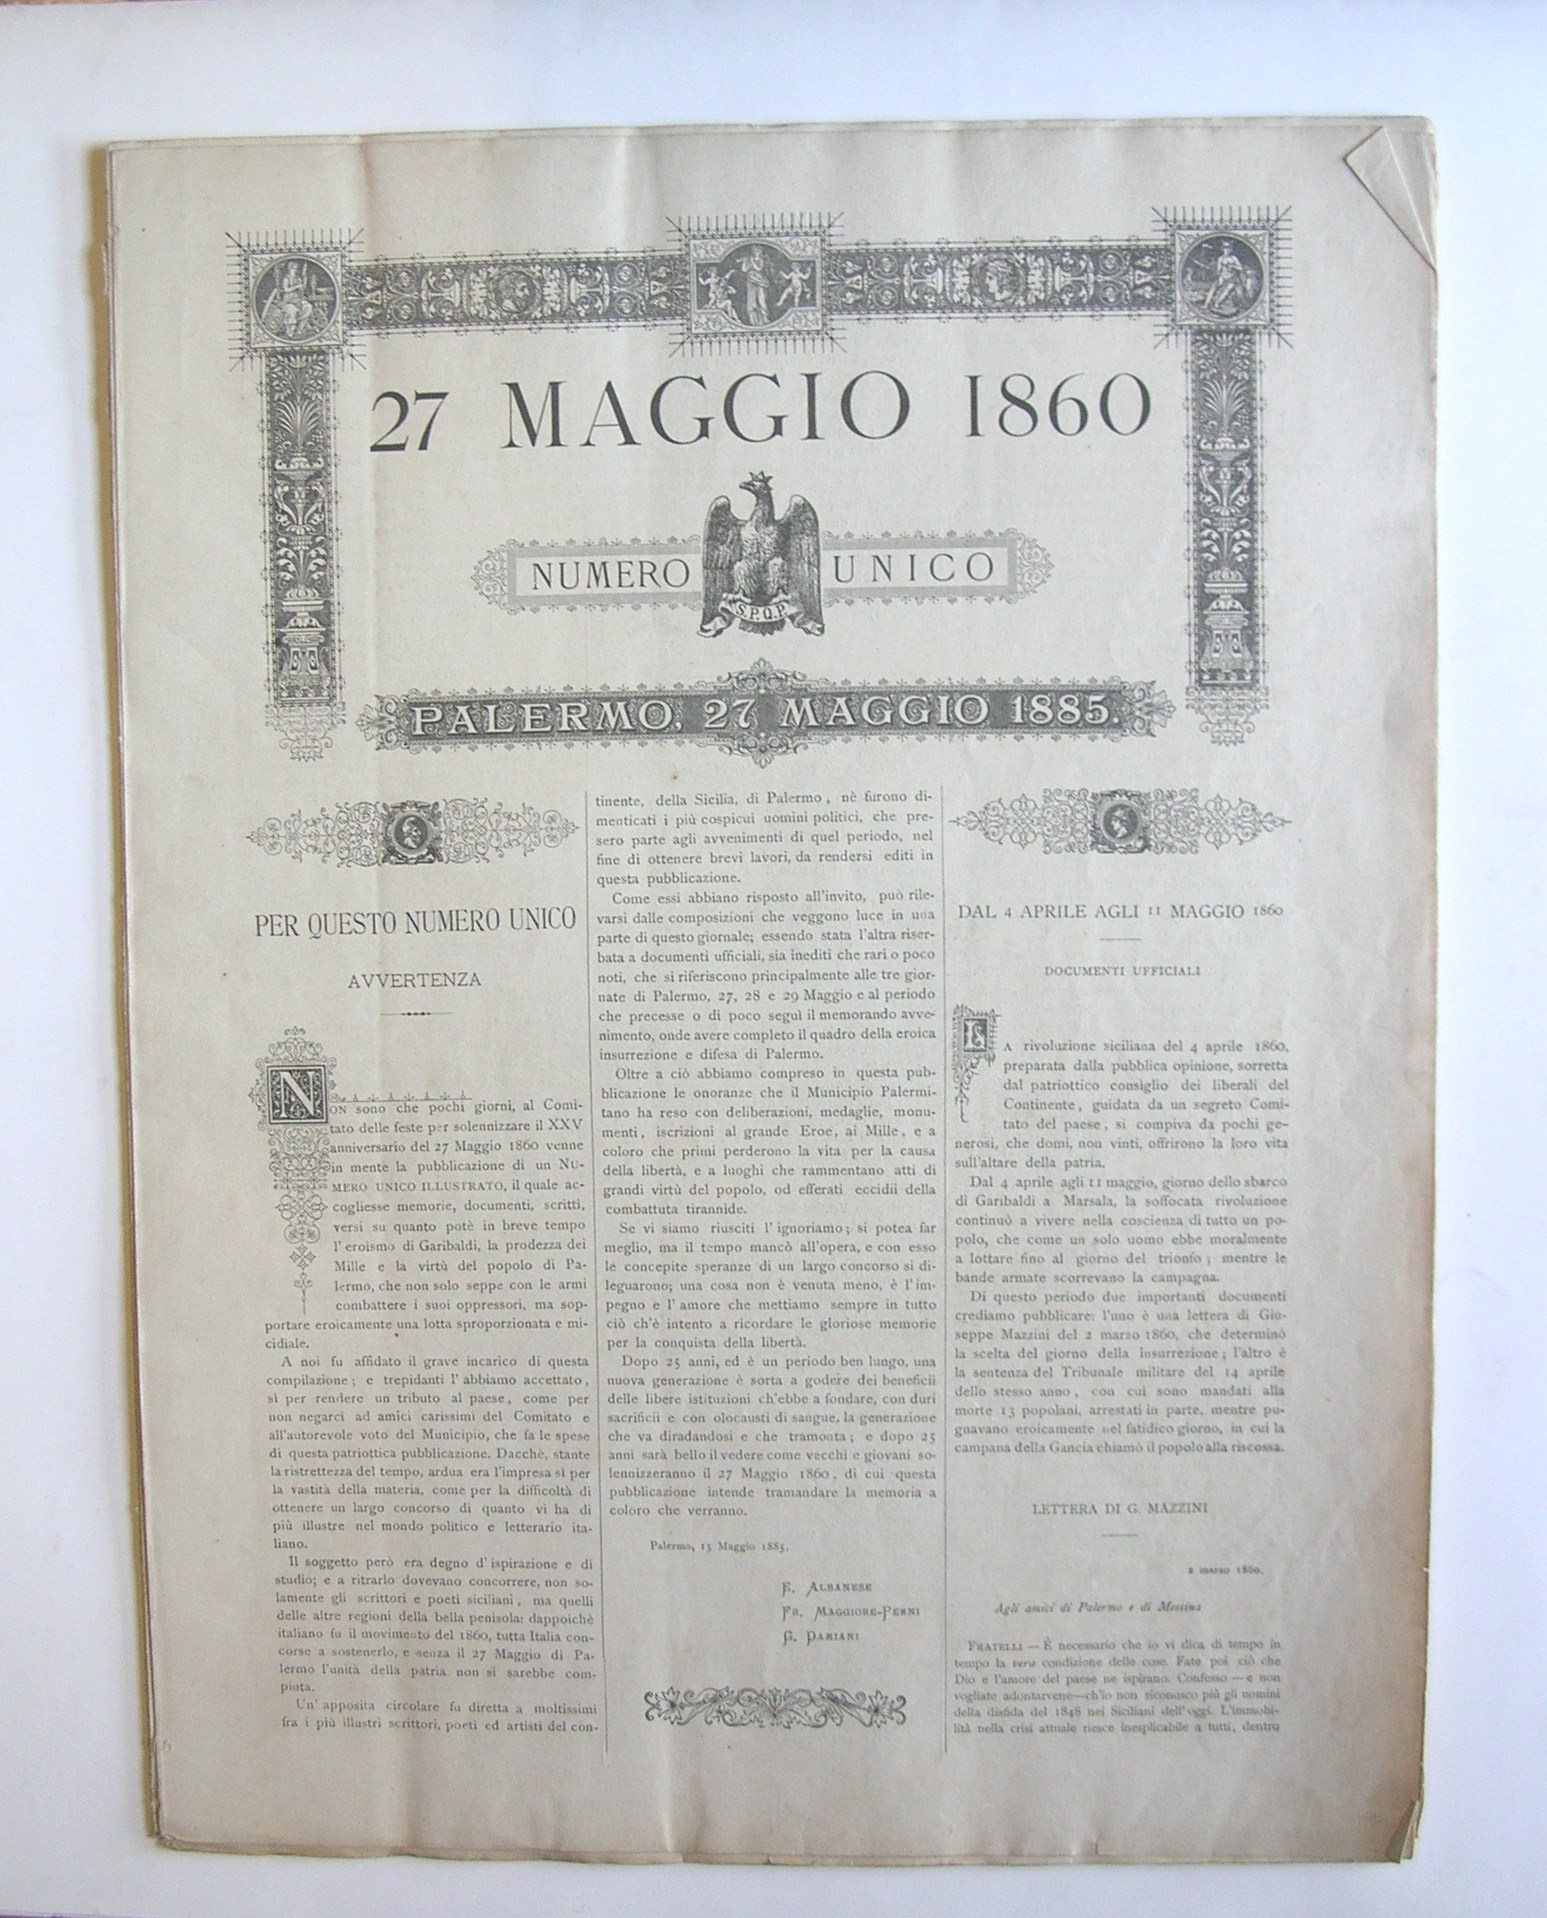 27 MAGGIO 1860
NUMERO UNICO
S.P.Q.P.
PALERMO, 27 MAGGIO 1885.
PER QUESTO NUMERO UNICO
AVVERTENZA
NON sono che pochi giorni, al Comi-
tato delle feste per solennizzare il XXV
anniversario del 27 Maggio 1860 venne
in mente la pubblicazione di un NU-
MERO UNICO ILLUSTRATO, il quale ac-
cogliesse memorie, documenti, scritti,
versi su quanto potè in breve tempo
l'eroismo di Garibaldi, la prodezza dei
Mille e la virtù del popolo di Pa-
lermo, che non solo seppe con le armi
combattere i suoi oppressori, ma sop-
portare eroicamente una lotta sproporzionata e mi-
cidiale.
A noi fu affidato il grave incarico di questa
compilazione; e trepidanti l'abbiamo accettato,
sì per rendere un tributo al paese, come per
non negarci ad amici carissimi del Comitato e
all'autorevole voto del Municipio, che fa le spese
di questa patriottica pubblicazione. Dacchè, stante
la ristrettezza del tempo, ardua era l'impresa sì per
la vastità della materia, come per la difficoltà di
ottenere un largo concorso di quanto vi ha di
più illustre nel mondo politico e letterario ita-
liano.
Il soggetto però era degno d'ispirazione e di
studio; e a ritrarlo dovevano concorrere, non so-
lamente gli scrittori e poeti siciliani, ma quelli
delle altre regioni della bella penisola: dappoichè
italiano fu il movimento del 1860, tutta Italia con-
corse a sostenerlo, e senza il 27 Maggio di Pa-
lermo l'unità della patria non si sarebbe com-
piuta.
Un' apposita circolare fu diretta a moltissimi
fra i più illustri scrittori, poeti ed artisti del con-
tinente, della Sicilia, di Palermo, nè furono di-
menticati i più cospicui uomini politici, che pre-
sero parte agli avvenimenti di quel periodo, nel
fine di ottenere brevi lavori, da rendersi editi in
questa pubblicazione.
Come essi abbiano risposto all'invito, può rile-
varsi dalle composizioni che veggono luce in una
parte di questo giornale; essendo stata l'altra riser-
bata a documenti ufficiali, sia inediti che rari o poco
noti, che si riferiscono principalmente alle tre gior-
nate di Palermo, 27, 28 e 29 Maggio e al periodo
che precesse o di poco seguì il memorando avve-
nimento, onde avere completo il quadro della eroica
insurrezione e difesa di Palermo.
Oltre a ciò abbiamo compreso in questa pub-
blicazione le onoranze che il Municipio Palermi-
tano ha reso con deliberazioni, medaglie, monu-
menti, iscrizioni al grande Eroe, ai Mille, e a
coloro che primi perderono la vita per la causa
della libertà, e a luoghi che rammentano atti di
grandi virtù del popolo, od efferati eccidii della
combattuta tirannide.
Se vi siamo riusciti l'ignoriamo; si potea far
meglio, ma il tempo mancò all'opera, e con esso
le concepite speranze di un largo concorso si di-
leguarono; una cosa non è venuta meno, è l'im-
pegno e l'amore che mettiamo sempre in tutto
ciò ch'è intento a ricordare le gloriose memorie
per la conquista della libertà.
Dopo 25 anni, ed è un periodo ben lungo, una
nuova generazione è sorta a godere dei beneficii
delle libere istituzioni ch'ebbe a fondare, con duri
sacrificii e con olocausti di sangue, la generazione
che va diradandosi e che tramonta; e dopo 25
anni sarà bello il vedere come vecchi e giovani so-
lennizzeranno il 27 Maggio 1860, di cui questa
pubblicazione intende tramandare la memoria a
coloro che verranno.
Palermo, 15 Maggio 1885.
E. ALBANESE
FR. MAGGIORE-PERNI
G. DAMIANI
DAL 4 APRILE AGLI 11 MAGGIO 1860
DOCUMENTI UFFICIALI
LA rivoluzione siciliana del 4 aprile 1860,
preparata dalla pubblica opinione, sorretta
dal patriottico consiglio dei liberali del
Continente, guidata da un segreto Comi-
tato del paese, si compiva da pochi ge-
nerosi, che domi, non vinti, offrirono la loro vita
sull'altare della patria.
Dal 4 aprile agli 11 maggio, giorno dello sbarco
di Garibaldi a Marsala, la soffocata rivoluzione
continuò a vivere nella coscienza di tutto un po-
polo, che come un solo uomo ebbe moralmente
a lottare fino al giorno del trionfo; mentre le
bande armate scorrevano la campagna.
Di questo periodo due importanti documenti
crediamo pubblicare: l'uno è una lettera di Giu-
seppe Mazzini del 2 marzo 1860, che determinò
la scelta del giorno della insurrezione; l'altro è
la sentenza del Tribunale militare del 14 aprile
dello stesso anno, con cui sono mandati alla
morte 13 popolani, arrestati in parte, mentre pu-
gnavano eroicamente nel fatidico giorno, in cui la
campana della Gancia chiamò il popolo alla riscossa.
LETTERA DI G. MAZZINI
2 marzo 1860.
Agli amici di Palermo e di Messina
FRATELLI — È necessario che io vi dica di tempo in
tempo la vera condizione delle cose. Fate poi ciò che
Dio e l'amore del paese ne ispirano. Confesso — e non
vogliate adontarvene—ch'io non riconosco più gli uomini
della disfida del 1848 nei Siciliani dell'oggi. L'immobi-
lità nella crisi attuale riesce inesplicabile a tutti, dentro